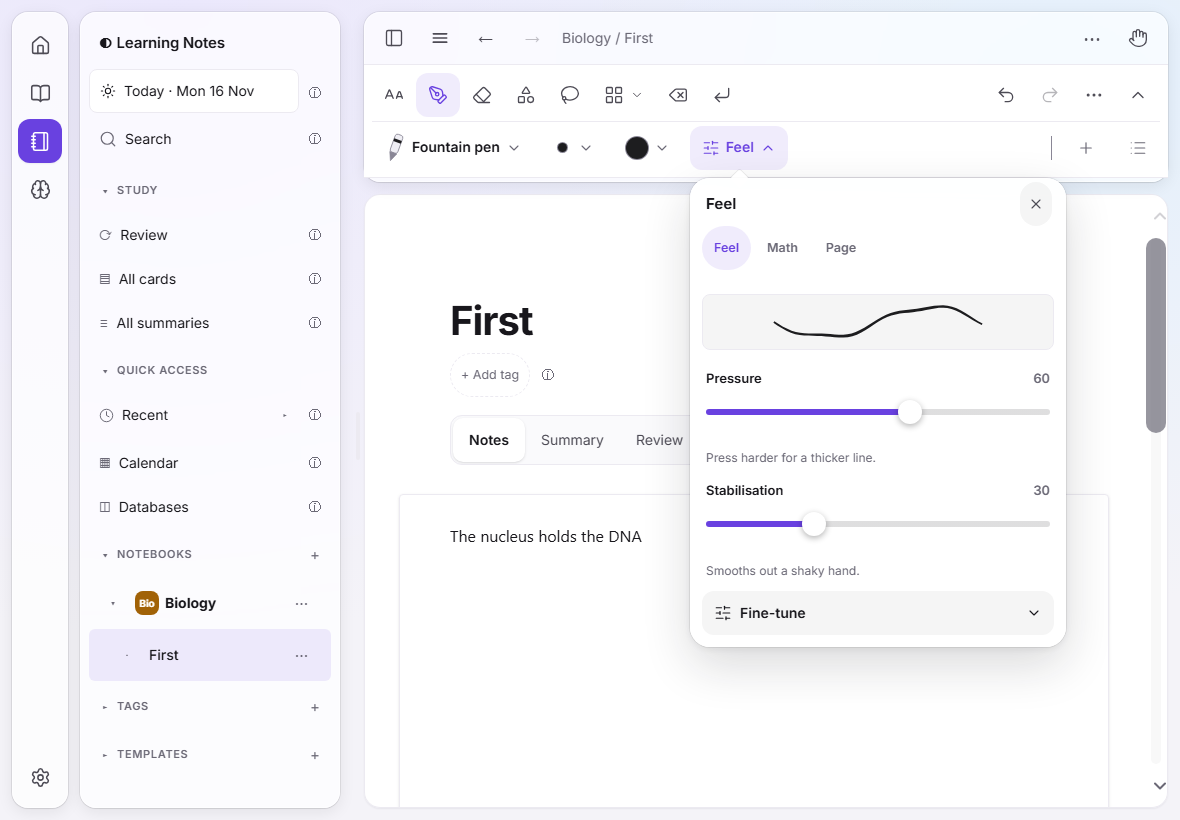 Learning Notes
Today · Mon 16 Nov
Search
STUDY
Review
All cards
All summaries
QUICK ACCESS
Recent
Calendar
Databases
NOTEBOOKS
Bio Biology
First
TAGS
TEMPLATES
Biology / First
AA
Fountain pen
Feel
First
+ Add tag
Notes Summary Review
The nucleus holds the DNA
Feel
Feel Math Page
Pressure 60
Press harder for a thicker line.
Stabilisation 30
Smooths out a shaky hand.
Fine-tune